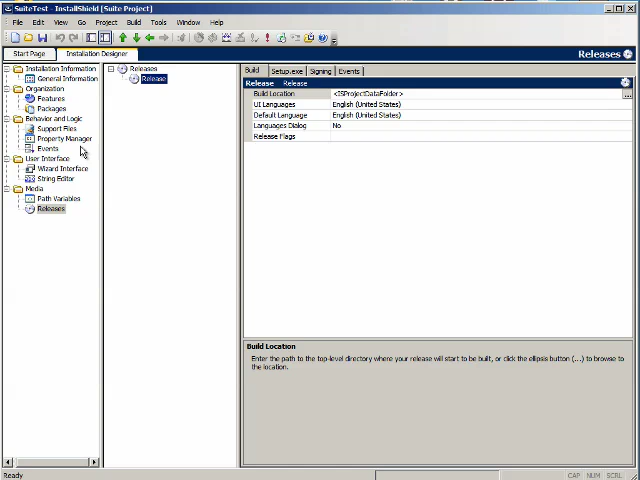 SuiteTest - InstallShield [Suite Project]
File Edit View Go Project Build Tools Window Help
Start Page Installation Designer Releases
Installation Information
General Information
Organization
Features
Packages
Behavior and Logic
Support Files
Property Manager
Events
User Interface
Wizard Interface
String Editor
Media
Path Variables
Releases
Releases
Release
Build Setup.exe Signing Events
Release Release
Build Location <ISProjectDataFolder>
UI Languages English (United States)
Default Language English (United States)
Languages Dialog No
Release Flags
Build Location
Enter the path to the top-level directory where your release will start to be built, or click the ellipsis button (...) to browse to
the location.
Ready CAP NUM SCRL